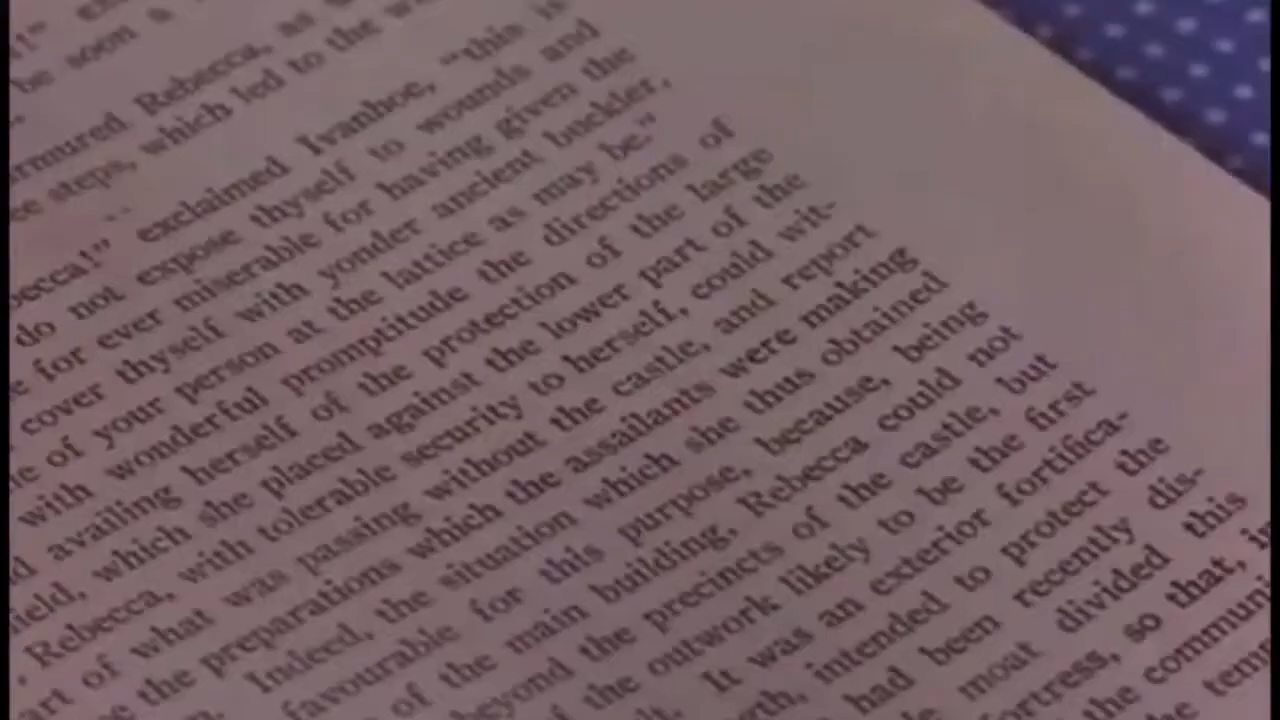 be soon a
rmured Rebecca, as
ee steps, which led to the
becca!" exclaimed Ivanhoe, "this is
do not expose thyself to wounds and
e for ever miserable for having given the
cover thyself with yonder ancient buckler,
le of your person at the lattice as may be."
with wonderful promptitude the directions of
d availing herself of the protection of the large
ield, which she placed against the lower part of the
Rebecca, with tolerable security to herself, could wit-
art of what was passing without the castle, and report
e the preparations which the assailants were making
Indeed, the situation which she thus obtained
favourable for this purpose, because, being
of the main building, Rebecca could not
beyond the precincts of the castle, but
f the outwork likely to be the first
lt. It was an exterior fortifica-
rth, intended to protect the
had been recently dis-
moat divided this
ortress, so that, in
the communi
temp